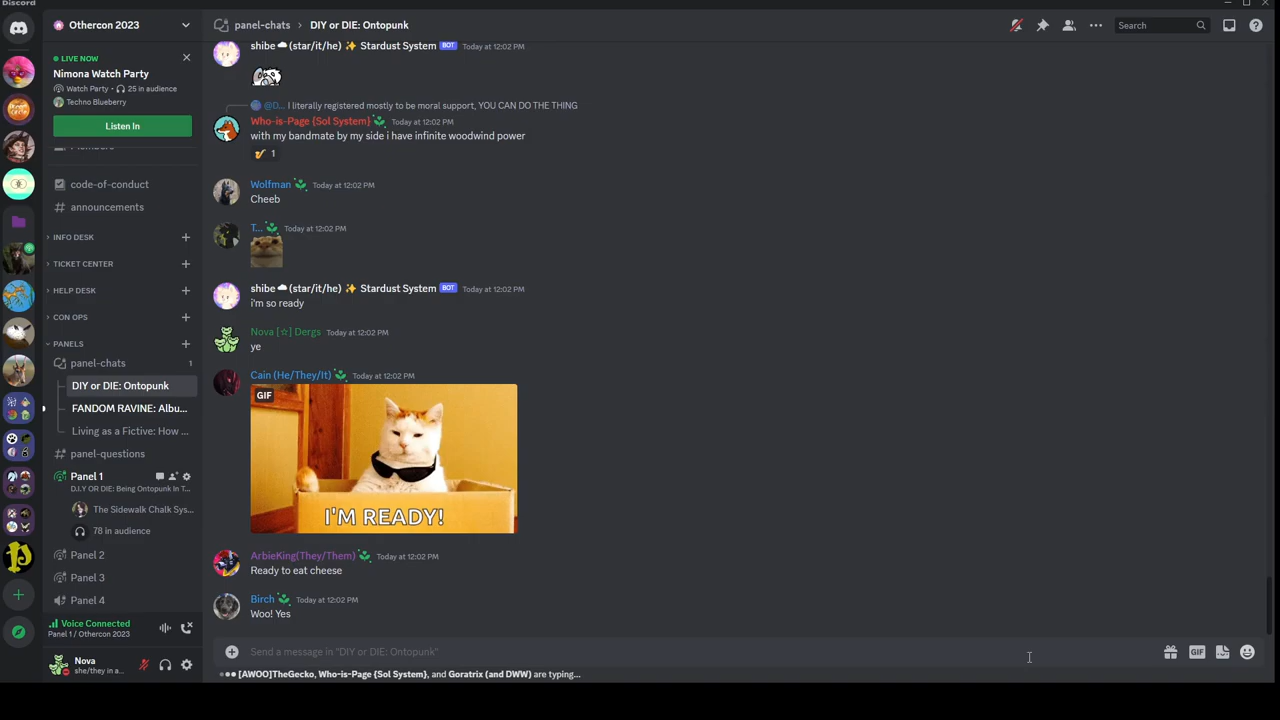 Discord
Othercon 2023
LIVE NOW
Nimona Watch Party
Watch Party • 25 in audience
Techno Blueberry
Listen In
code-of-conduct
announcements
INFO DESK
TICKET CENTER
HELP DESK
CON OPS
PANELS
panel-chats 1
DIY or DIE: Ontopunk
FANDOM RAVINE: Albu...
Living as a Fictive: How ...
panel-questions
Panel 1
D.I.Y OR DIE: Being Ontopunk In T...
The Sidewalk Chalk Sys...
78 in audience
Panel 2
Panel 3
Panel 4
Voice Connected
Panel 1 / Othercon 2023
Nova
she/they in a...
panel-chats > DIY or DIE: Ontopunk
Search
shibe (star/it/he) ✨ Stardust System BOT Today at 12:02 PM
@D... I literally registered mostly to be moral support, YOU CAN DO THE THING
Who-is-Page {Sol System} Today at 12:02 PM
with my bandmate by my side i have infinite woodwind power
1
Wolfman Today at 12:02 PM
Cheeb
T... Today at 12:02 PM
shibe (star/it/he) ✨ Stardust System BOT Today at 12:02 PM
i'm so ready
Nova [☆] Dergs Today at 12:02 PM
ye
Cain (He/They/It) Today at 12:02 PM
GIF
I'M READY!
ArbieKing(They/Them) Today at 12:02 PM
Ready to eat cheese
Birch Today at 12:02 PM
Woo! Yes
Send a message in "DIY or DIE: Ontopunk"
GIF
[AWOO]TheGecko, Who-is-Page {Sol System}, and Goratrix (and DWW) are typing...